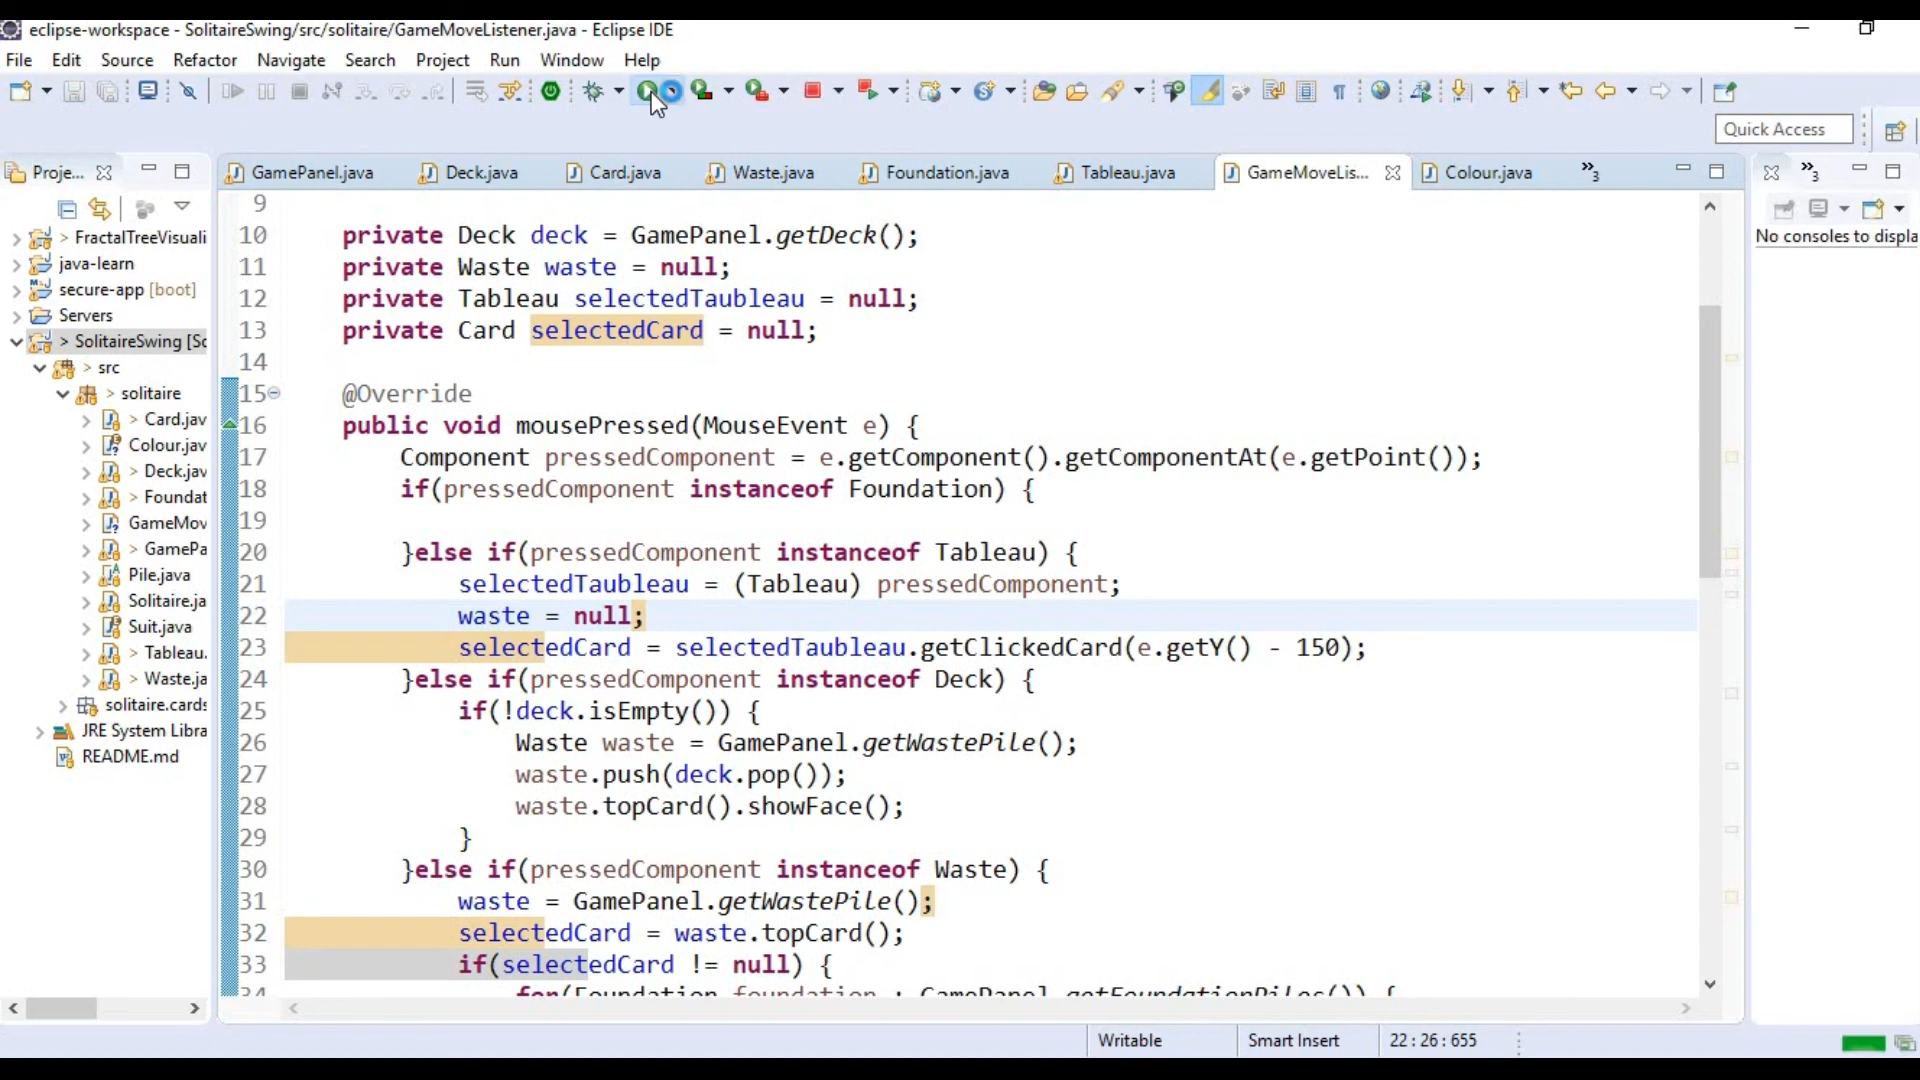 eclipse-workspace - SolitaireSwing/src/solitaire/GameMoveListener.java - Eclipse IDE
File Edit Source Refactor Navigate Search Project Run Window Help
Quick Access
Proje...
GamePanel.java Deck.java Card.java Waste.java Foundation.java Tableau.java GameMoveLis... Colour.java »3
»3
> FractalTreeVisuali
java-learn
secure-app [boot]
Servers
> SolitaireSwing [Sc
> src
> solitaire
> Card.jav
Colour.jav
> Deck.jav
> Foundat
GameMov
> GamePa
Pile.java
> Solitaire.ja
Suit.java
> Tableau.
> Waste.ja
solitaire.cards
JRE System Libra
README.md
9
10 private Deck deck = GamePanel.getDeck();
11 private Waste waste = null;
12 private Tableau selectedTaubleau = null;
13 private Card selectedCard = null;
14
15 @Override
16 public void mousePressed(MouseEvent e) {
17 Component pressedComponent = e.getComponent().getComponentAt(e.getPoint());
18 if(pressedComponent instanceof Foundation) {
19
20 }else if(pressedComponent instanceof Tableau) {
21 selectedTaubleau = (Tableau) pressedComponent;
22 waste = null;
23 selectedCard = selectedTaubleau.getClickedCard(e.getY() - 150);
24 }else if(pressedComponent instanceof Deck) {
25 if(!deck.isEmpty()) {
26 Waste waste = GamePanel.getWastePile();
27 waste.push(deck.pop());
28 waste.topCard().showFace();
29 }
30 }else if(pressedComponent instanceof Waste) {
31 waste = GamePanel.getWastePile();
32 selectedCard = waste.topCard();
33 if(selectedCard != null) {
34 for(Foundation foundation : GamePanel.getFoundationPiles()) {
No consoles to displa
Writable Smart Insert 22 : 26 : 655